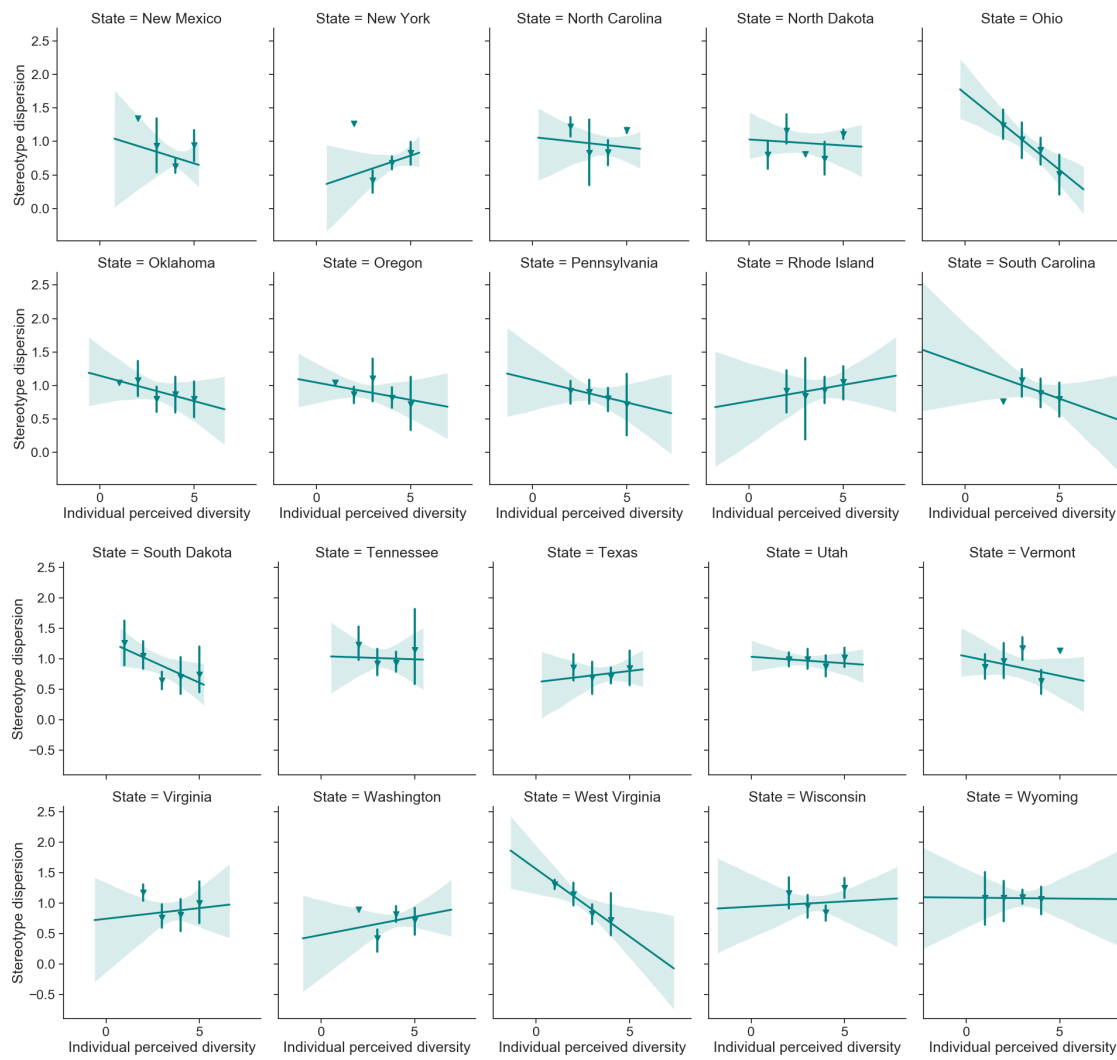 State = New Mexico
State = New York
State = North Carolina
State = North Dakota
State = Ohio
Stereotype dispersion
2.5
2.0
1.5
1.0
0.5
0.0
State = Oklahoma
State = Oregon
State = Pennsylvania
State = Rhode Island
State = South Carolina
Stereotype dispersion
2.5
2.0
1.5
1.0
0.5
0.0
0 5
0 5
0 5
0 5
0 5
Individual perceived diversity
Individual perceived diversity
Individual perceived diversity
Individual perceived diversity
Individual perceived diversity
State = South Dakota
State = Tennessee
State = Texas
State = Utah
State = Vermont
Stereotype dispersion
2.5
2.0
1.5
1.0
0.5
0.0
−0.5
State = Virginia
State = Washington
State = West Virginia
State = Wisconsin
State = Wyoming
Stereotype dispersion
2.5
2.0
1.5
1.0
0.5
0.0
−0.5
0 5
0 5
0 5
0 5
0 5
Individual perceived diversity
Individual perceived diversity
Individual perceived diversity
Individual perceived diversity
Individual perceived diversity